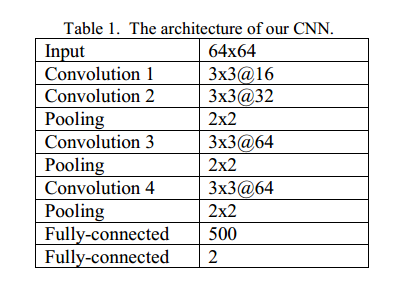 Table 1. The architecture of our CNN.
Input 64x64
Convolution 1 3x3@16
Convolution 2 3x3@32
Pooling 2x2
Convolution 3 3x3@64
Pooling 2x2
Convolution 4 3x3@64
Pooling 2x2
Fully-connected 500
Fully-connected 2